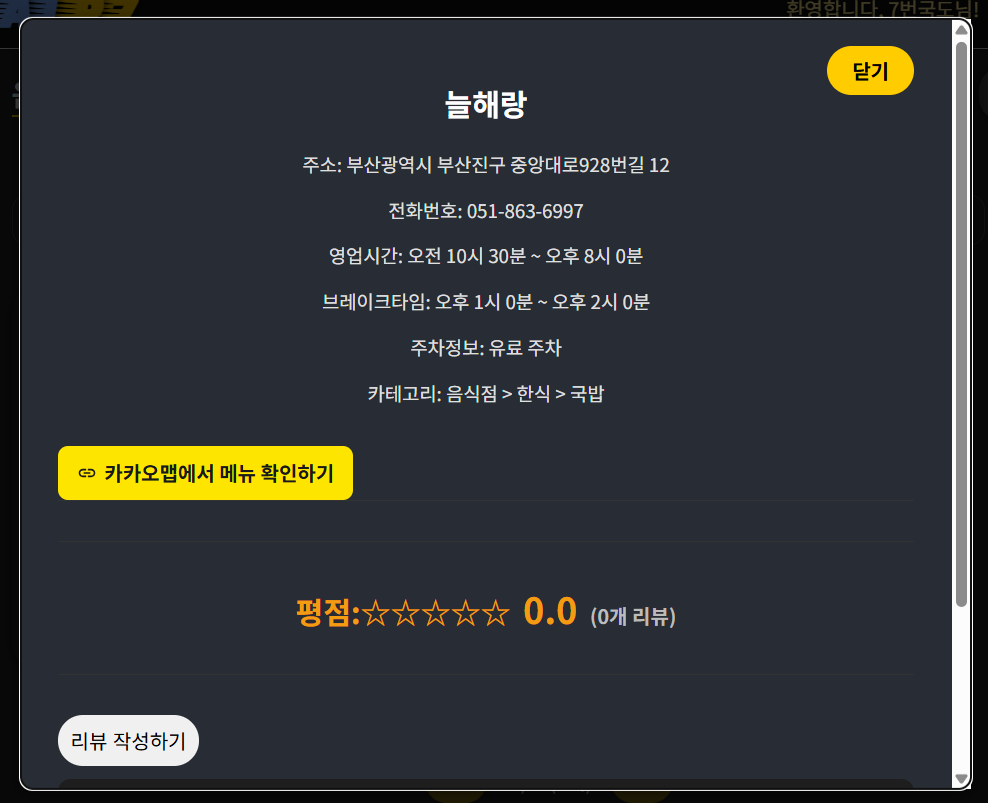 환영합니다. 7번국도님!
닫기
늘해랑
주소: 부산광역시 부산진구 중앙대로928번길 12
전화번호: 051-863-6997
영업시간: 오전 10시 30분 ~ 오후 8시 0분
브레이크타임: 오후 1시 0분 ~ 오후 2시 0분
주차정보: 유료 주차
카테고리: 음식점 > 한식 > 국밥
카카오맵에서 메뉴 확인하기
평점:☆☆☆☆☆ 0.0 (0개 리뷰)
리뷰 작성하기